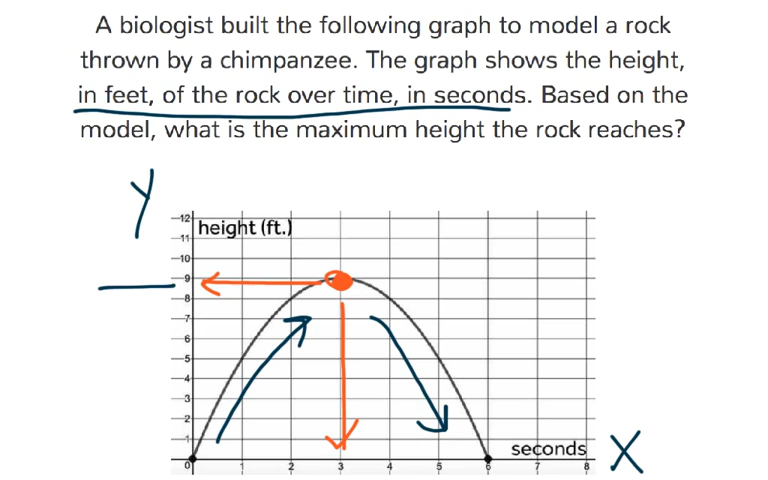 A biologist built the following graph to model a rock
thrown by a chimpanzee. The graph shows the height,
in feet, of the rock over time, in seconds. Based on the
model, what is the maximum height the rock reaches?
y
12
height (ft.)
11
10
9
8
7
6
5
4
3
2
1
seconds
x
0 1 2 3 4 5 6 7 8